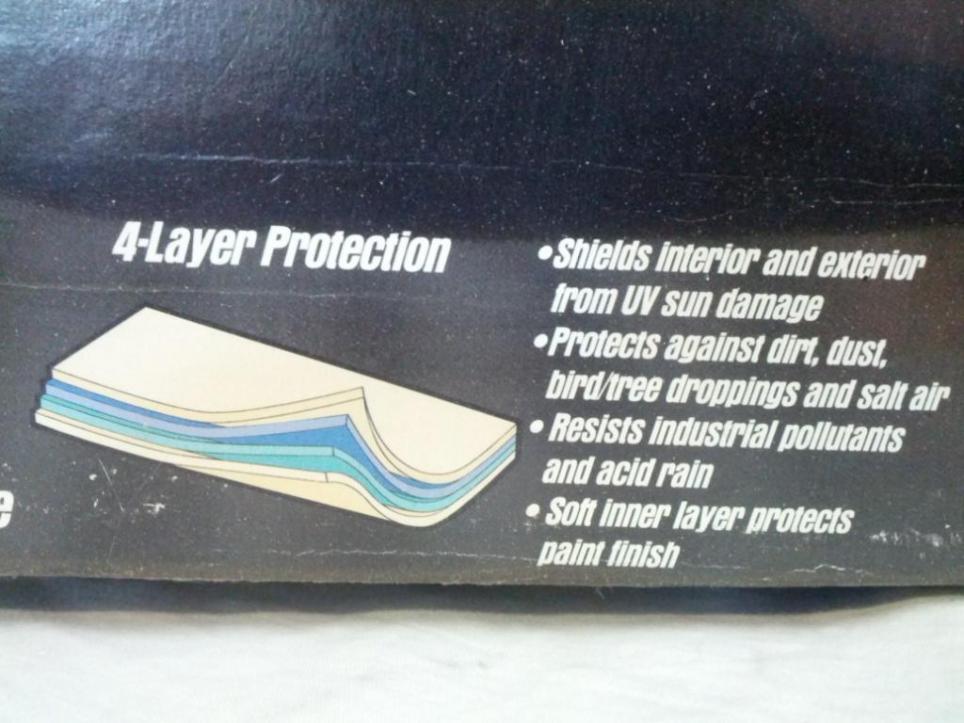 4-Layer Protection
•Shields interior and exterior
from UV sun damage
•Protects against dirt, dust,
bird/tree droppings and salt air
• Resists industrial pollutants
and acid rain
• Soft inner layer protects
paint finish
e